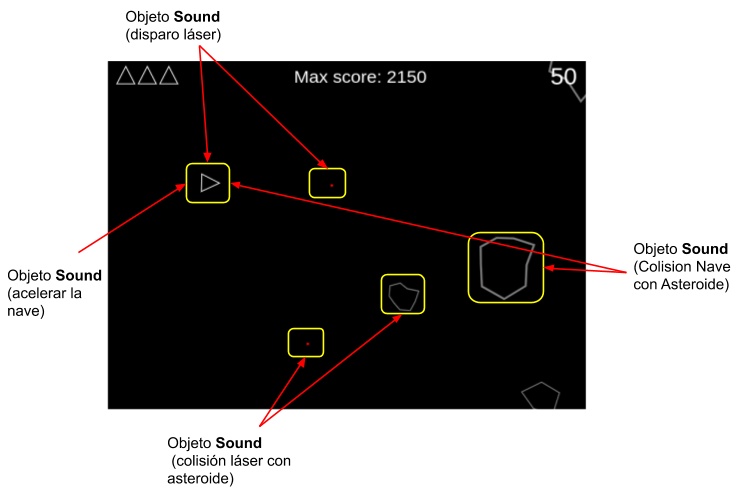 Objeto Sound
(disparo láser)
Max score: 2150
50
Objeto Sound
(acelerar la
nave)
Objeto Sound
(Colision Nave
con Asteroide)
Objeto Sound
(colisión láser con
asteroide)